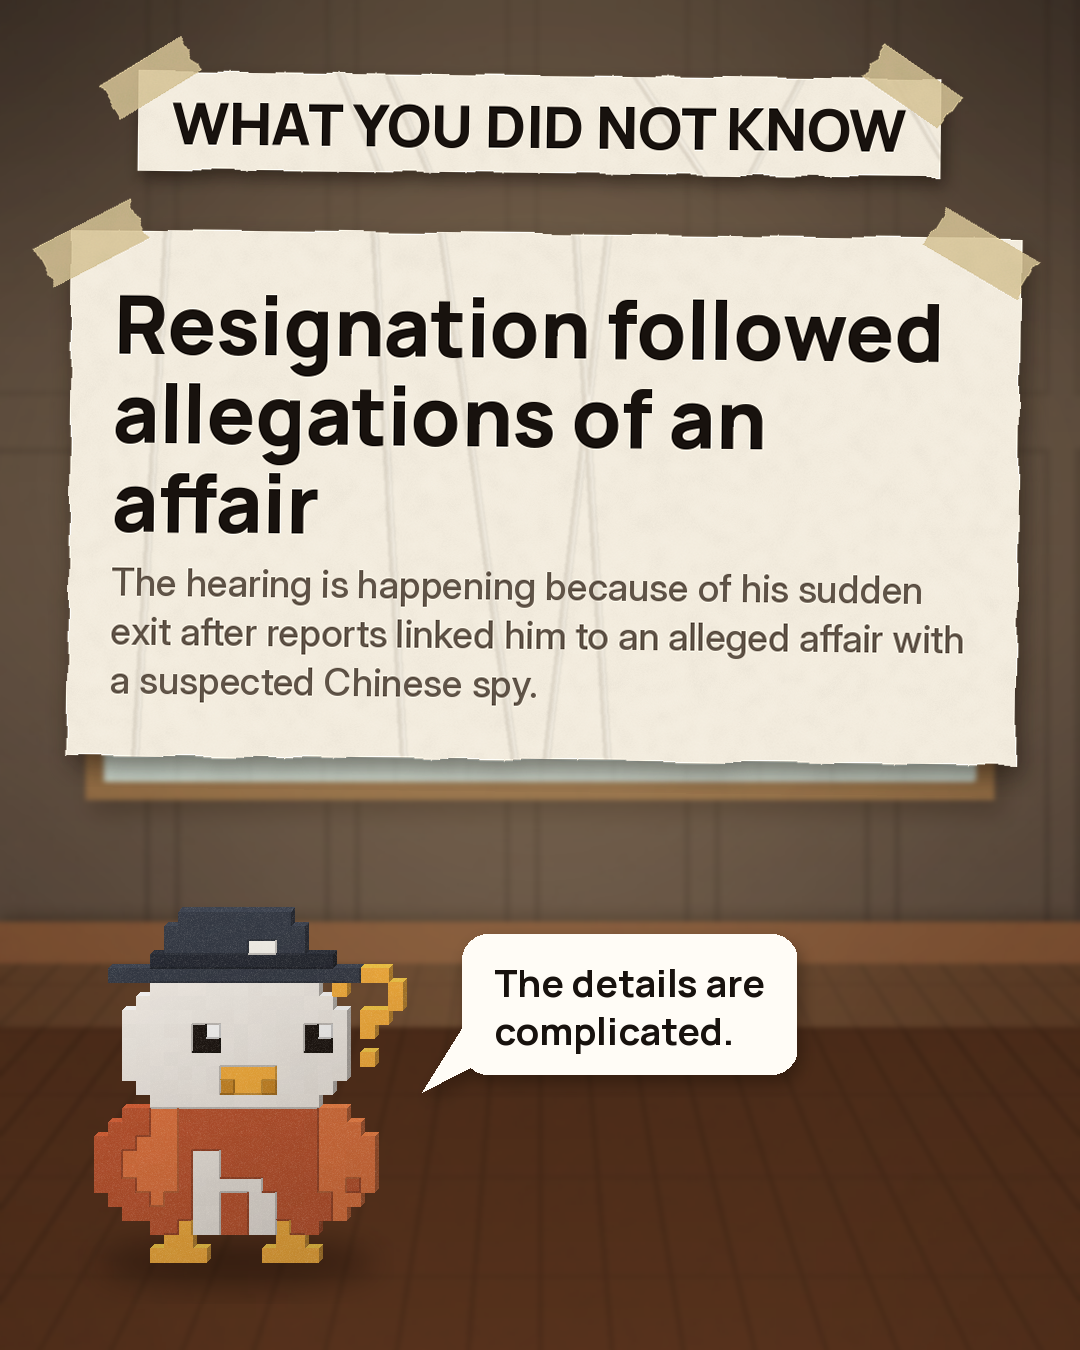 WHAT YOU DID NOT KNOW
Resignation followed
allegations of an
affair
The hearing is happening because of his sudden
exit after reports linked him to an alleged affair with
a suspected Chinese spy.
?
The details are
complicated.
h